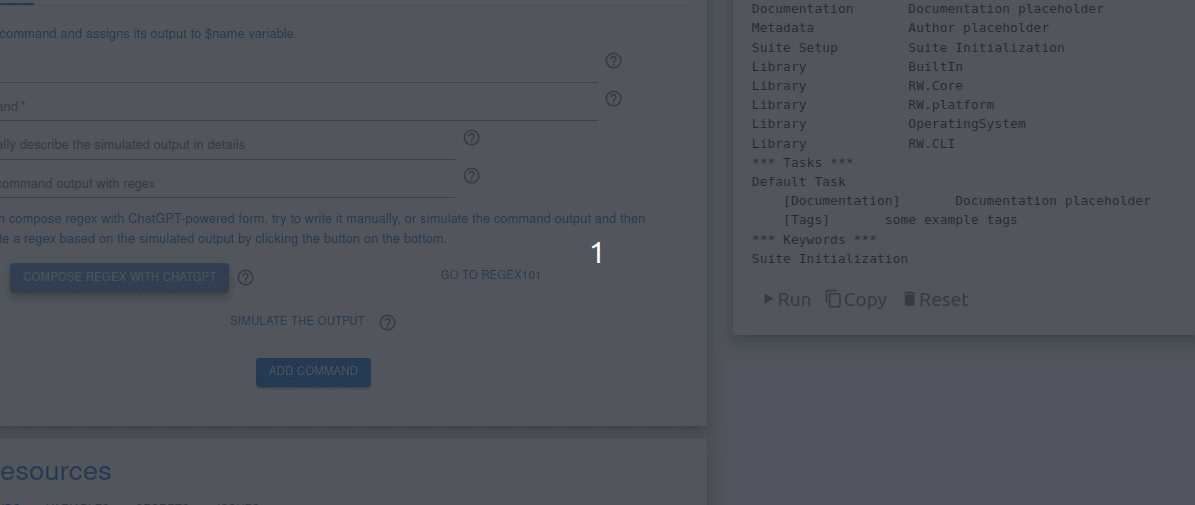 command and assigns its output to $name variable.
and *
ally describe the simulated output in details
command output with regex
n compose regex with ChatGPT-powered form, try to write it manually, or simulate the command output and then
te a regex based on the simulated output by clicking the button on the bottom.
COMPOSE REGEX WITH CHATGPT
GO TO REGEX101
SIMULATE THE OUTPUT
ADD COMMAND
esources
1
Documentation Documentation placeholder
Metadata Author placeholder
Suite Setup Suite Initialization
Library BuiltIn
Library RW.Core
Library RW.platform
Library OperatingSystem
Library RW.CLI
*** Tasks ***
Default Task
[Documentation] Documentation placeholder
[Tags] some example tags
*** Keywords ***
Suite Initialization
Run Copy Reset